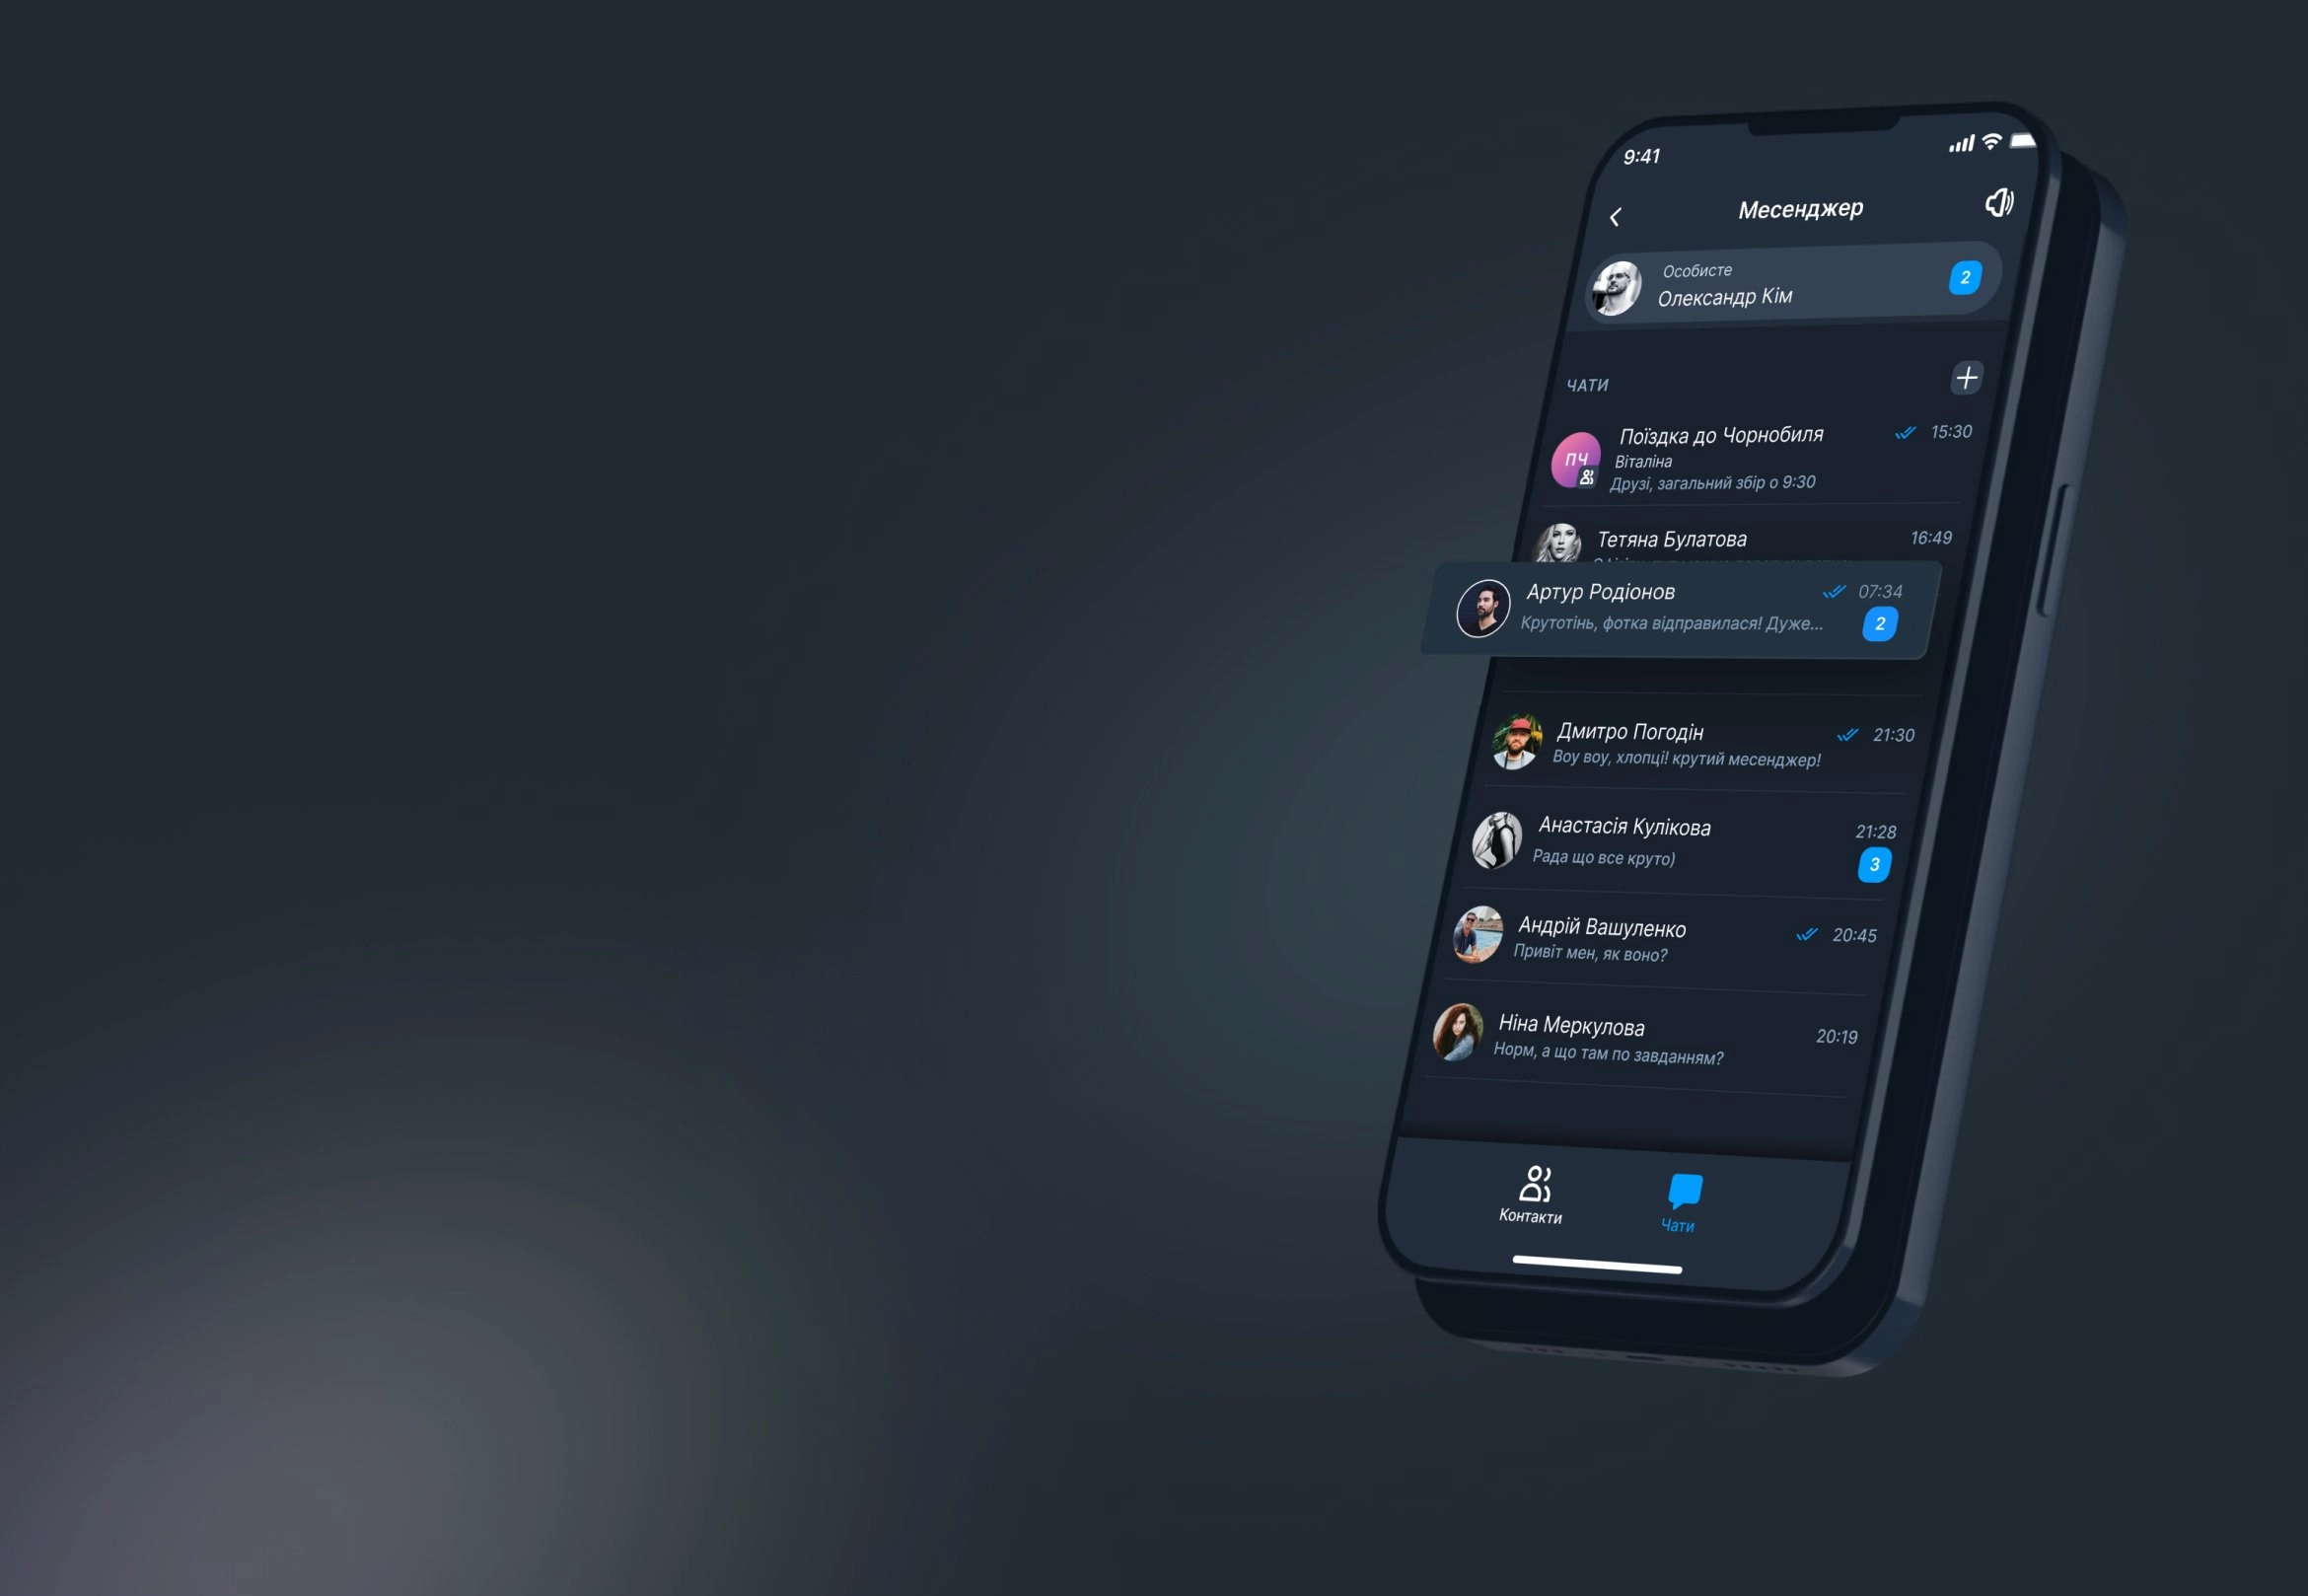 9:41
Месенджер
Особисте
Олександр Кім
2
ЧАТИ
ПЧ
Поїздка до Чорнобиля
15:30
Віталіна
Друзі, загальний збір о 9:30
Тетяна Булатова
16:49
Артур Родіонов
07:34
Крутотінь, фотка відправилася! Дуже...
2
Дмитро Погодін
21:30
Воу воу, хлопці! крутий месенджер!
Анастасія Кулікова
21:28
Рада що все круто)
3
Андрій Вашуленко
20:45
Привіт мен, як воно?
Ніна Меркулова
20:19
Норм, а що там по завданням?
Контакти
Чати